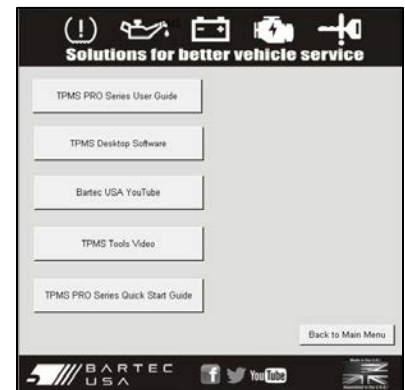 Solutions for better vehicle service
TPMS PRO Series User Guide
TPMS Desktop Software
Bartec USA YouTube
TPMS Tools Video
TPMS PRO Series Quick Start Guide
Back to Main Menu
BARTEC
USA
f
You Tube